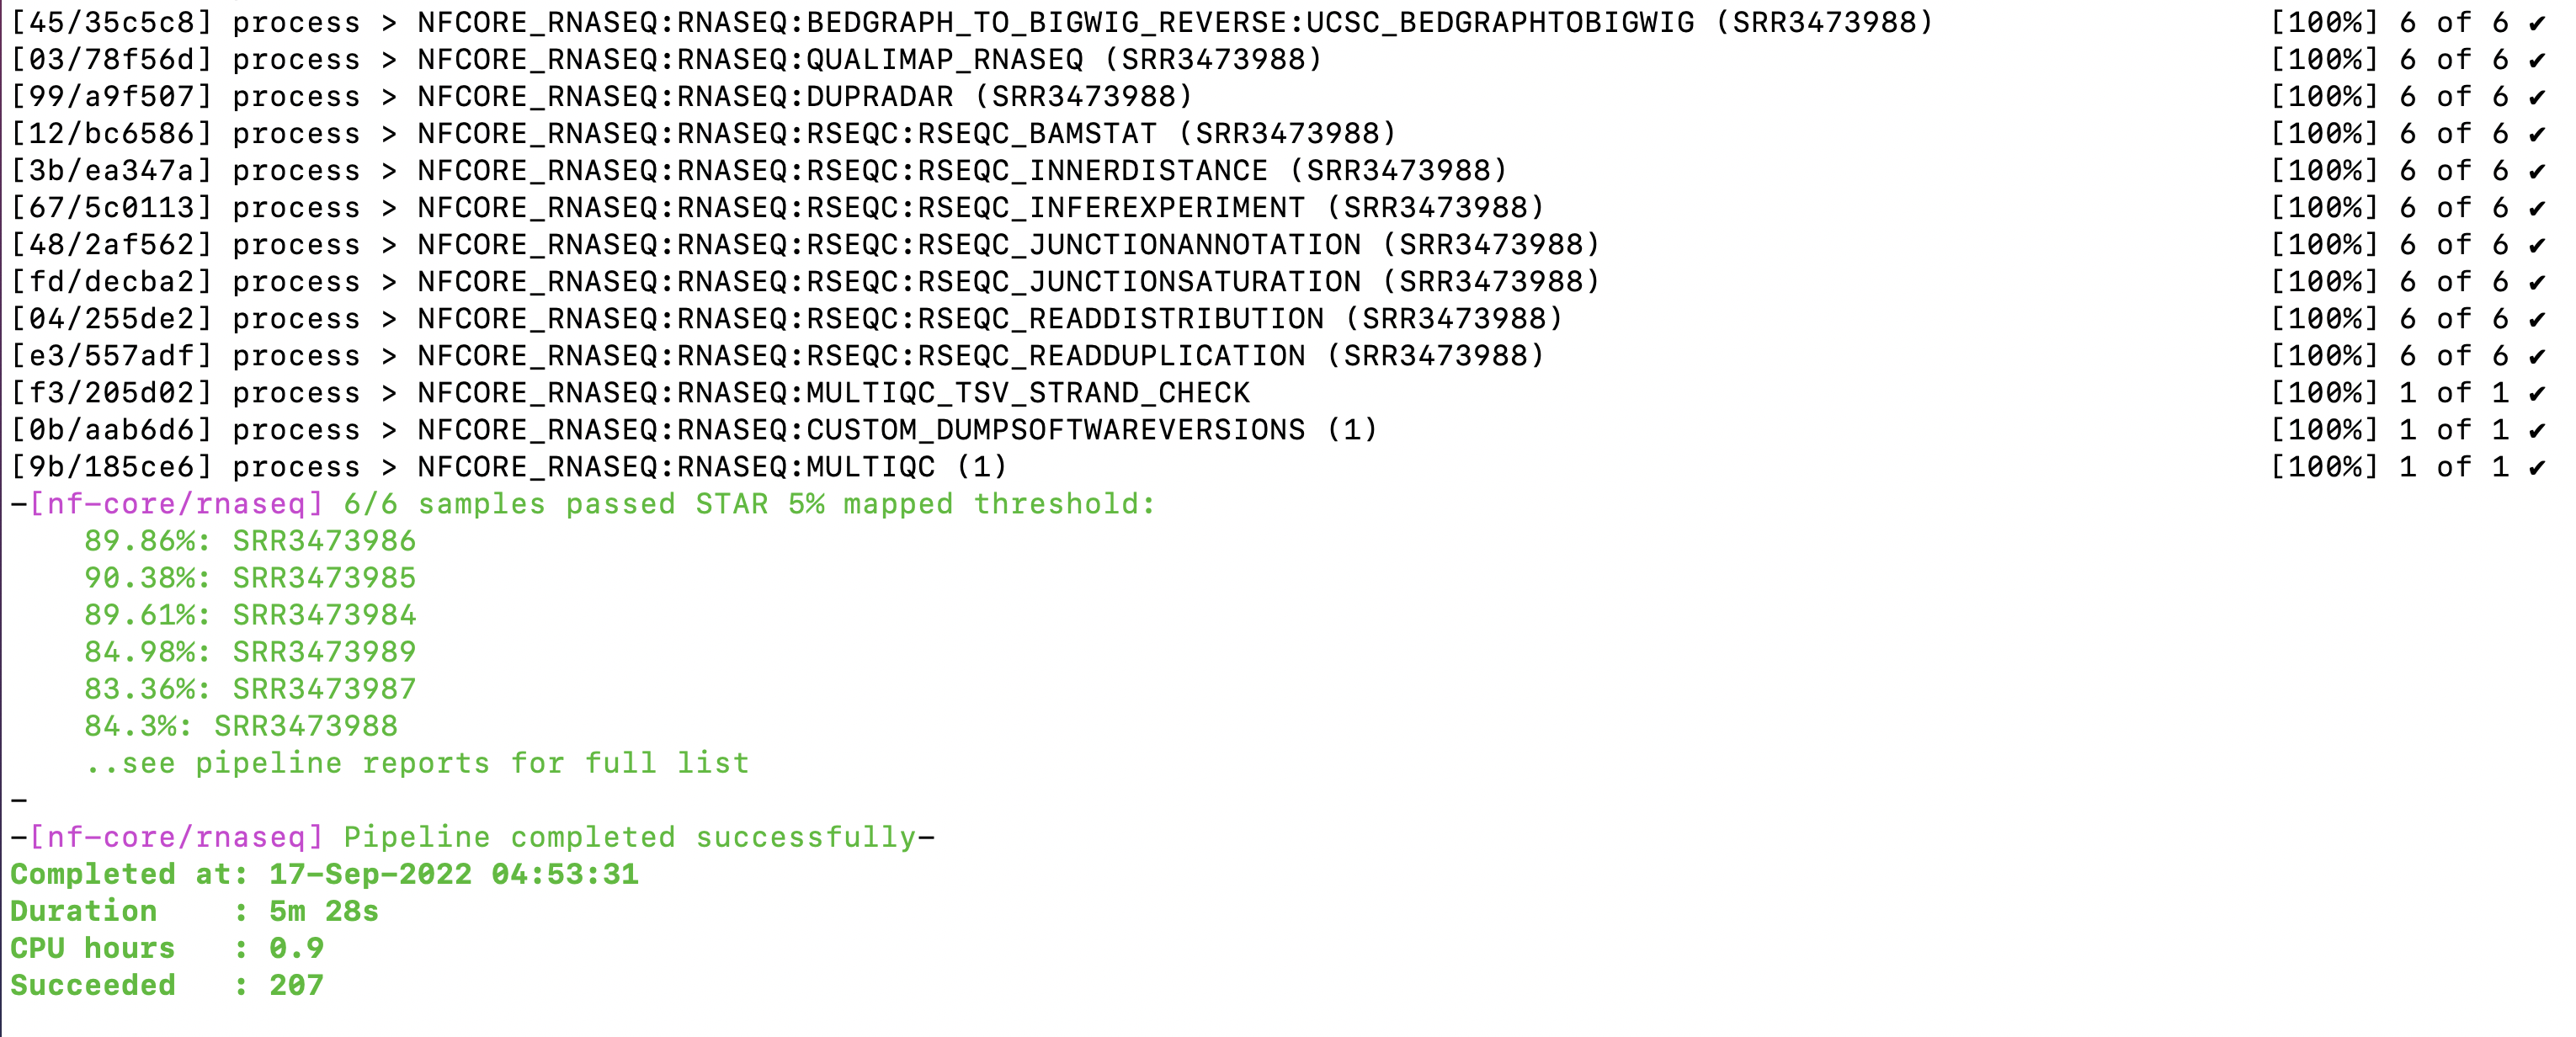 [45/35c5c8] process > NFCORE_RNASEQ:RNASEQ:BEDGRAPH_TO_BIGWIG_REVERSE:UCSC_BEDGRAPHTOBIGWIG (SRR3473988) [100%] 6 of 6 ✔
[03/78f56d] process > NFCORE_RNASEQ:RNASEQ:QUALIMAP_RNASEQ (SRR3473988) [100%] 6 of 6 ✔
[99/a9f507] process > NFCORE_RNASEQ:RNASEQ:DUPRADAR (SRR3473988) [100%] 6 of 6 ✔
[12/bc6586] process > NFCORE_RNASEQ:RNASEQ:RSEQC:RSEQC_BAMSTAT (SRR3473988) [100%] 6 of 6 ✔
[3b/ea347a] process > NFCORE_RNASEQ:RNASEQ:RSEQC:RSEQC_INNERDISTANCE (SRR3473988) [100%] 6 of 6 ✔
[67/5c0113] process > NFCORE_RNASEQ:RNASEQ:RSEQC:RSEQC_INFEREXPERIMENT (SRR3473988) [100%] 6 of 6 ✔
[48/2af562] process > NFCORE_RNASEQ:RNASEQ:RSEQC:RSEQC_JUNCTIONANNOTATION (SRR3473988) [100%] 6 of 6 ✔
[fd/decba2] process > NFCORE_RNASEQ:RNASEQ:RSEQC:RSEQC_JUNCTIONSATURATION (SRR3473988) [100%] 6 of 6 ✔
[04/255de2] process > NFCORE_RNASEQ:RNASEQ:RSEQC:RSEQC_READDISTRIBUTION (SRR3473988) [100%] 6 of 6 ✔
[e3/557adf] process > NFCORE_RNASEQ:RNASEQ:RSEQC:RSEQC_READDUPLICATION (SRR3473988) [100%] 6 of 6 ✔
[f3/205d02] process > NFCORE_RNASEQ:RNASEQ:MULTIQC_TSV_STRAND_CHECK [100%] 1 of 1 ✔
[0b/aab6d6] process > NFCORE_RNASEQ:RNASEQ:CUSTOM_DUMPSOFTWAREVERSIONS (1) [100%] 1 of 1 ✔
[9b/185ce6] process > NFCORE_RNASEQ:RNASEQ:MULTIQC (1) [100%] 1 of 1 ✔
-[nf-core/rnaseq] 6/6 samples passed STAR 5% mapped threshold:
    89.86%: SRR3473986
    90.38%: SRR3473985
    89.61%: SRR3473984
    84.98%: SRR3473989
    83.36%: SRR3473987
    84.3%: SRR3473988
    ..see pipeline reports for full list
-
-[nf-core/rnaseq] Pipeline completed successfully-
Completed at: 17-Sep-2022 04:53:31
Duration    : 5m 28s
CPU hours   : 0.9
Succeeded   : 207